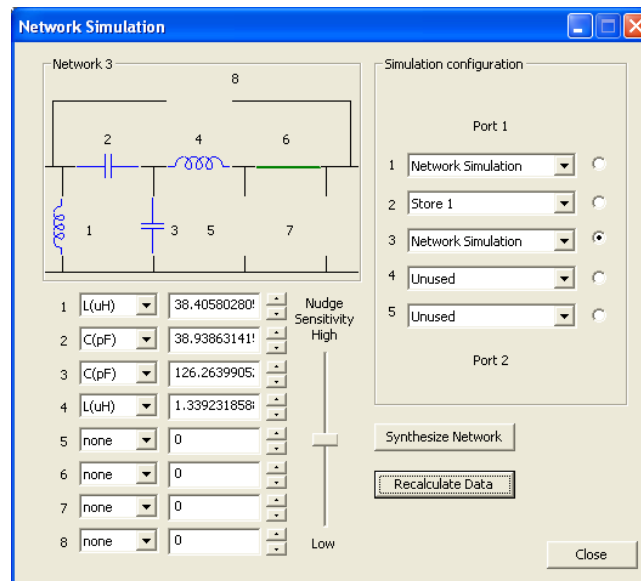 Network Simulation
Network 3
8
2 4 6
1 3 5 7
Simulation configuration
Port 1
1 Network Simulation
2 Store 1
3 Network Simulation
4 Unused
5 Unused
Port 2
1 L(uH) 38.40580280
2 C(pF) 38.93863141
3 C(pF) 126.2639905
4 L(uH) 1.339231858
5 none 0
6 none 0
7 none 0
8 none 0
Nudge
Sensitivity
High
Low
Synthesize Network
Recalculate Data
Close